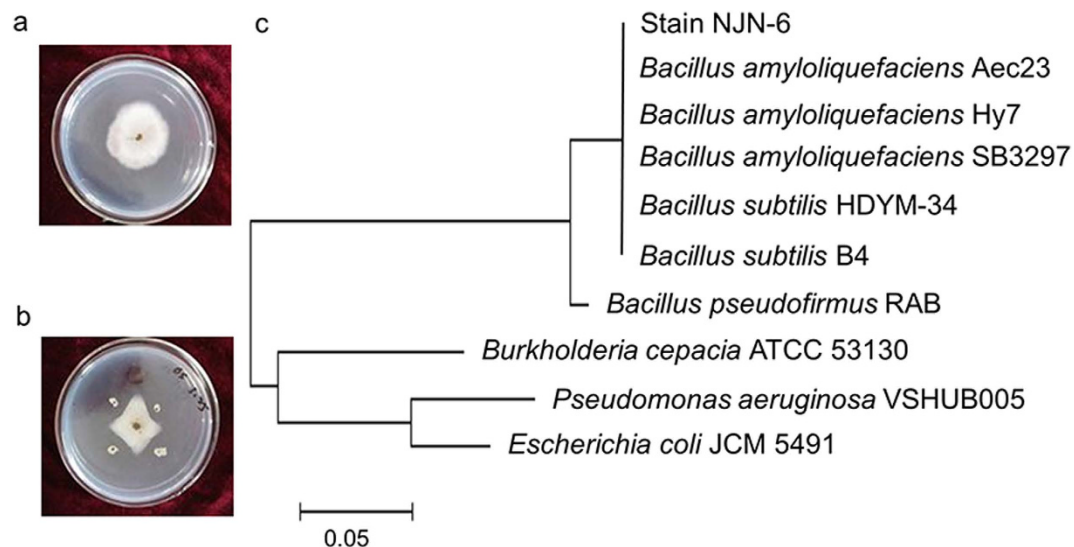 a
c
Stain NJN-6
Bacillus amyloliquefaciens Aec23
Bacillus amyloliquefaciens Hy7
Bacillus amyloliquefaciens SB3297
Bacillus subtilis HDYM-34
Bacillus subtilis B4
Bacillus pseudofirmus RAB
b
Burkholderia cepacia ATCC 53130
Pseudomonas aeruginosa VSHUB005
Escherichia coli JCM 5491
0.05